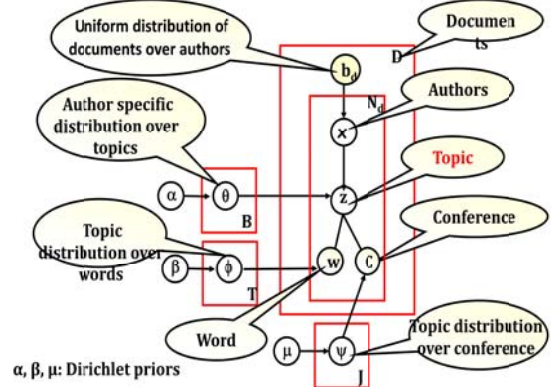 Uniform distribution of
documents over authors
Documen
ts
D
b_d
N_d
Authors
Author specific
distribution over
topics
x
Topic
α
θ
z
B
Conference
Topic
distribution over
words
β
ϕ
w
C
T
Word
Topic distribution
over conference
μ
ψ
J
α, β, μ: Dirichlet priors